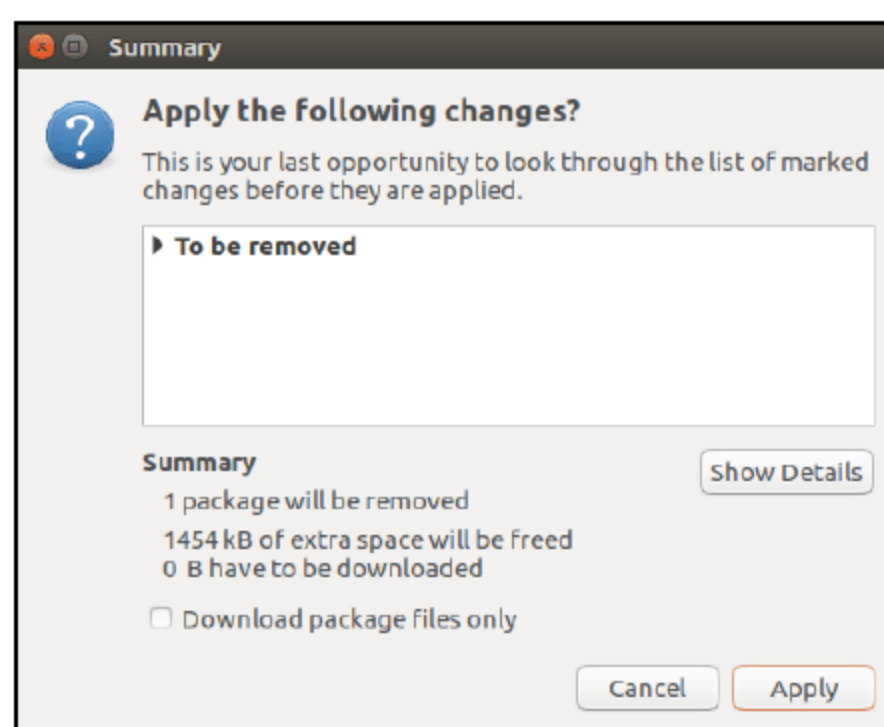 Summary
Apply the following changes?
This is your last opportunity to look through the list of marked
changes before they are applied.
To be removed
Summary
Show Details
1 package will be removed
1454 kB of extra space will be freed
0 B have to be downloaded
Download package files only
Cancel
Apply